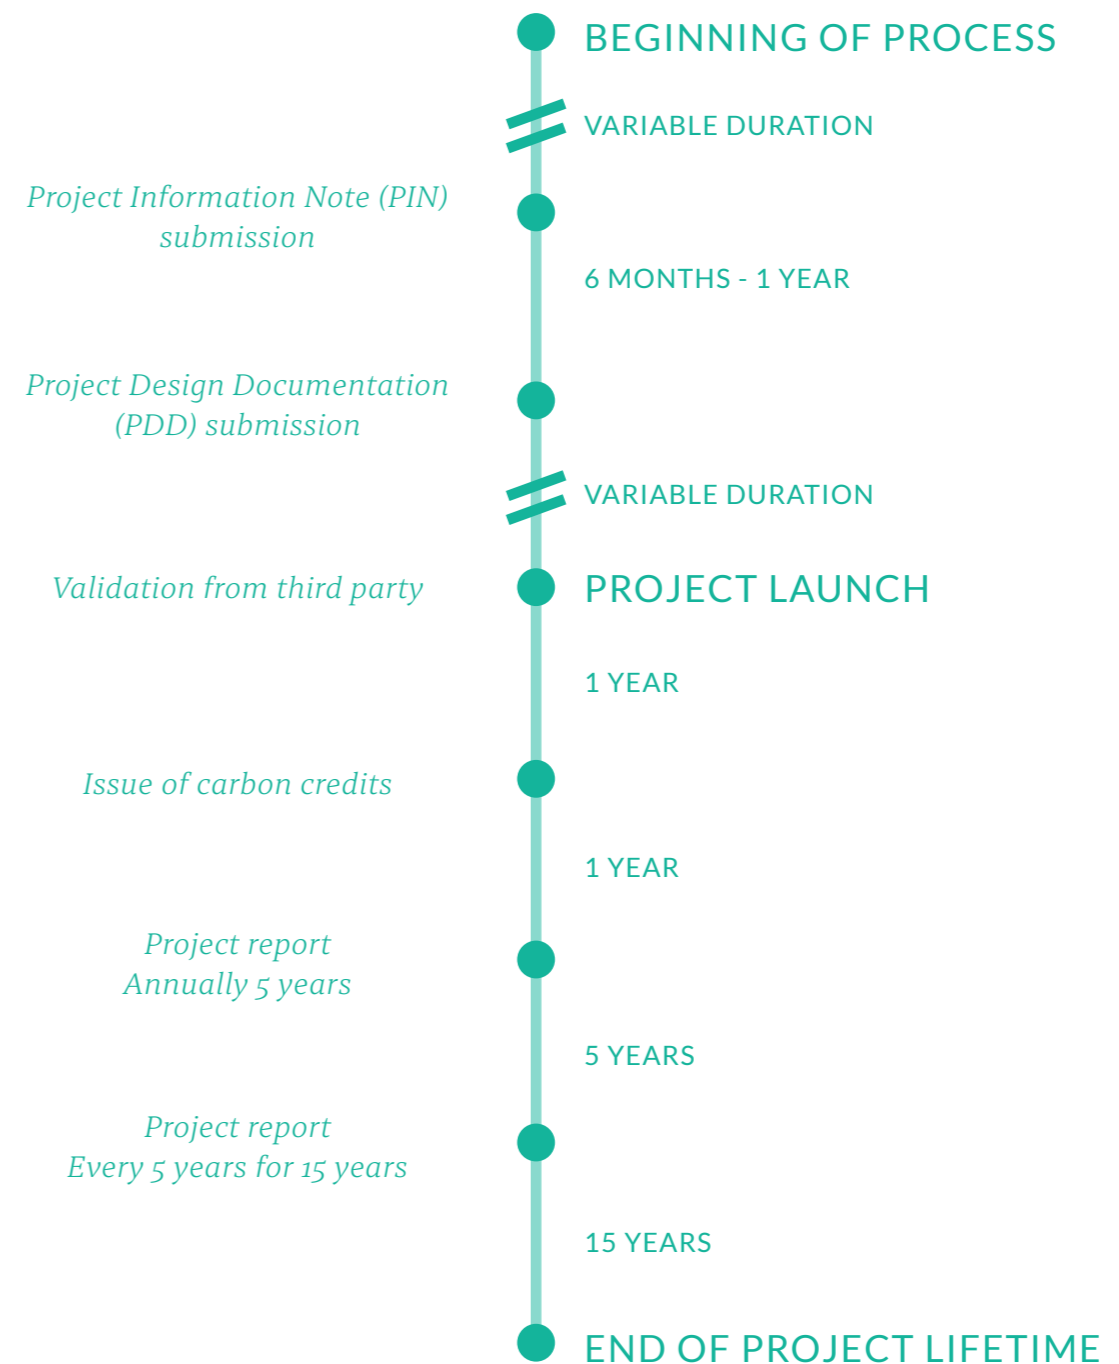 BEGINNING OF PROCESS
VARIABLE DURATION
Project Information Note (PIN)
submission
6 MONTHS - 1 YEAR
Project Design Documentation
(PDD) submission
VARIABLE DURATION
Validation from third party
PROJECT LAUNCH
1 YEAR
Issue of carbon credits
1 YEAR
Project report
Annually 5 years
5 YEARS
Project report
Every 5 years for 15 years
15 YEARS
END OF PROJECT LIFETIME